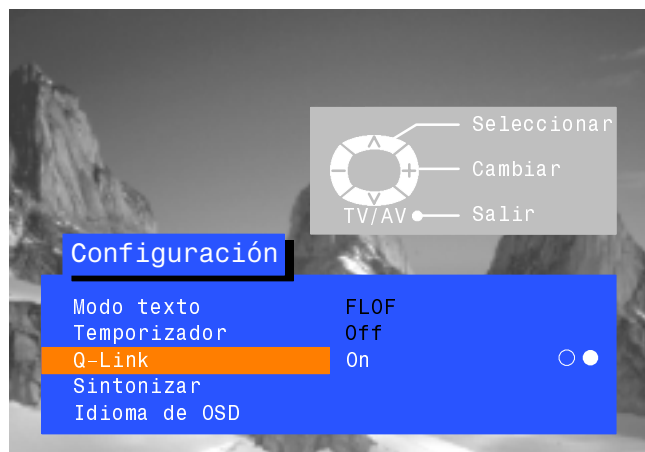 Seleccionar
Cambiar
TV/AV Salir
Configuración
Modo texto FLOF
Temporizador Off
Q-Link On
Sintonizar
Idioma de OSD